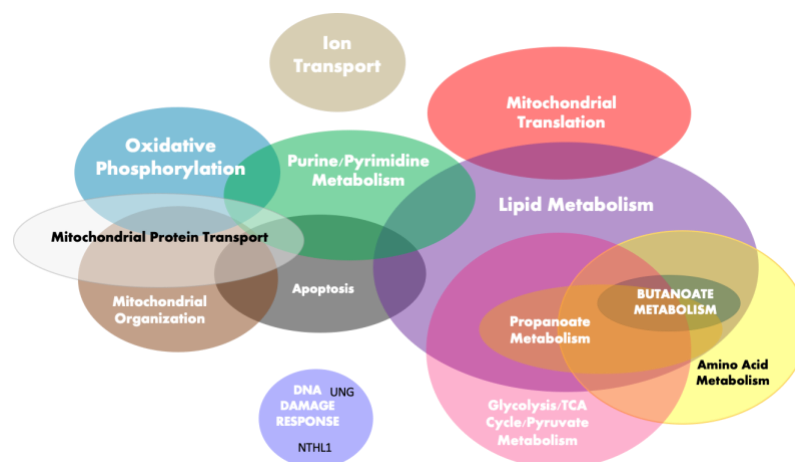 Ion
Transport
Mitochondrial
Translation
Oxidative
Phosphorylation
Purine/Pyrimidine
Metabolism
Lipid Metabolism
Mitochondrial Protein Transport
Mitochondrial
Organization
Apoptosis
BUTANOATE
METABOLISM
Propanoate
Metabolism
Amino Acid
Metabolism
DNA
DAMAGE
RESPONSE
UNG
NTHL1
Glycolysis/TCA
Cycle/Pyruvate
Metabolism